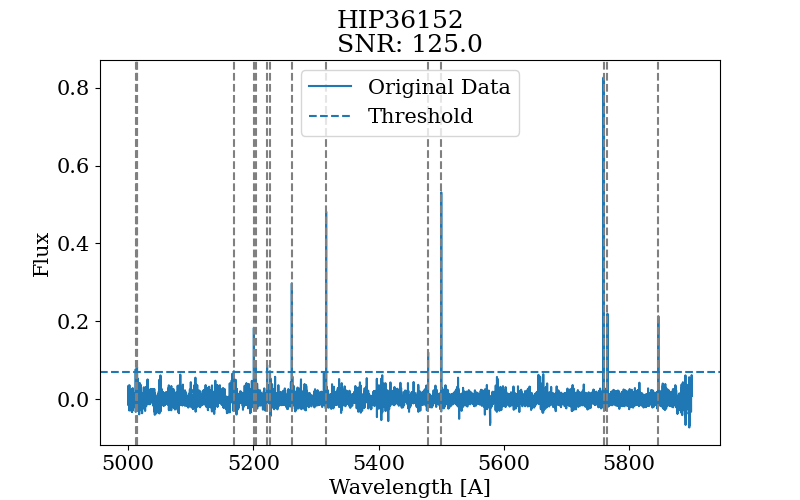 HIP36152
SNR: 125.0
Original Data
Threshold
Flux
0.8
0.6
0.4
0.2
0.0
5000 5200 5400 5600 5800
Wavelength [A]